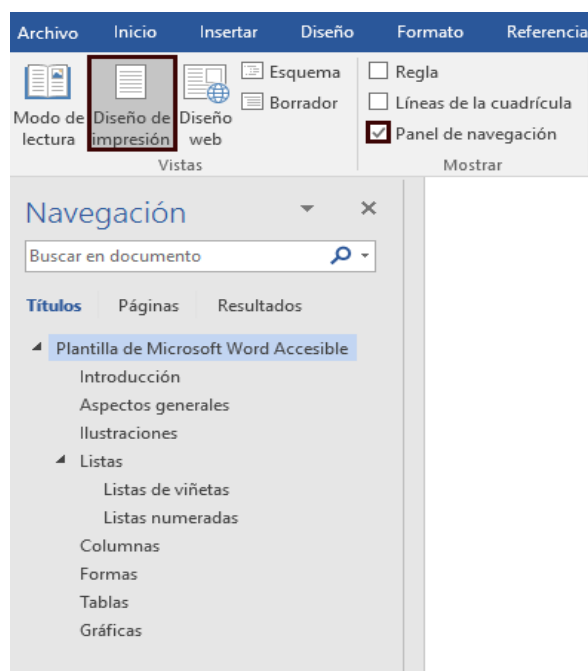 Archivo Inicio Insertar Diseño Formato Referencia
Modo de lectura
Diseño de impresión
Diseño web
Esquema
Borrador
Vistas
Regla
Líneas de la cuadrícula
Panel de navegación
Mostrar
Navegación
Buscar en documento
Títulos Páginas Resultados
Plantilla de Microsoft Word Accesible
Introducción
Aspectos generales
Ilustraciones
Listas
Listas de viñetas
Listas numeradas
Columnas
Formas
Tablas
Gráficas